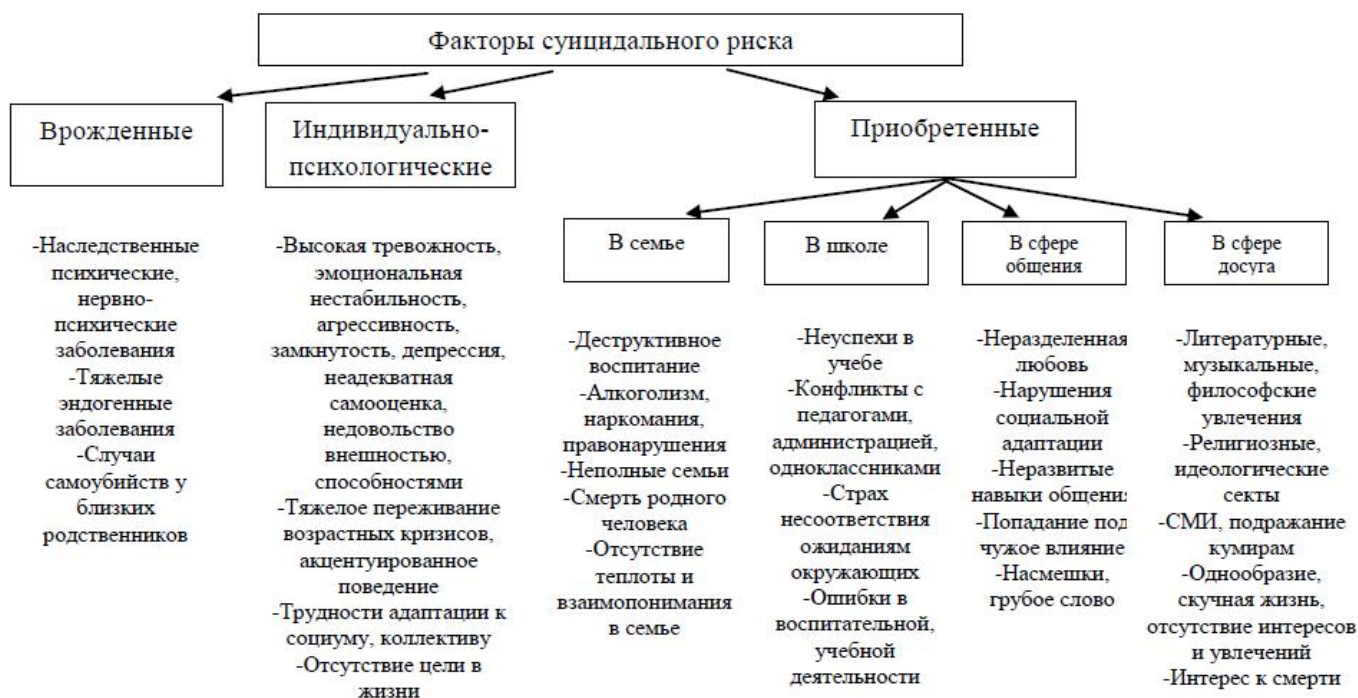 Факторы суицидального риска
Врожденные
Индивидуально-
психологические
Приобретенные
-Наследственные
психические,
нервно-
психические
заболевания
-Тяжелые
эндогенные
заболевания
-Случаи
самоубийств у
близких
родственников
-Высокая тревожность,
эмоциональная
нестабильность,
агрессивность,
замкнутость, депрессия,
неадекватная
самооценка,
недовольство
внешностью,
способностями
-Тяжелое переживание
возрастных кризисов,
акцентуированное
поведение
-Трудности адаптации к
социуму, коллективу
-Отсутствие цели в
жизни
В семье
-Деструктивное
воспитание
-Алкоголизм,
наркомания,
правонарушения
-Неполные семьи
-Смерть родного
человека
-Отсутствие
теплоты и
взаимопонимания
в семье
В школе
-Неуспехи в
учебе
-Конфликты с
педагогами,
администрацией,
одноклассниками
-Страх
несоответствия
ожиданиям
окружающих
-Ошибки в
воспитательной,
учебной
деятельности
В сфере
общения
-Неразделенная
любовь
-Нарушения
социальной
адаптации
-Неразвитые
навыки общения
-Попадание под
чужое влияние
-Насмешки,
грубое слово
В сфере
досуга
-Литературные,
музыкальные,
философские
увлечения
-Религиозные,
идеологические
секты
-СМИ, подражание
кумирам
-Однообразие,
скучная жизнь,
отсутствие интересов
и увлечений
-Интерес к смерти